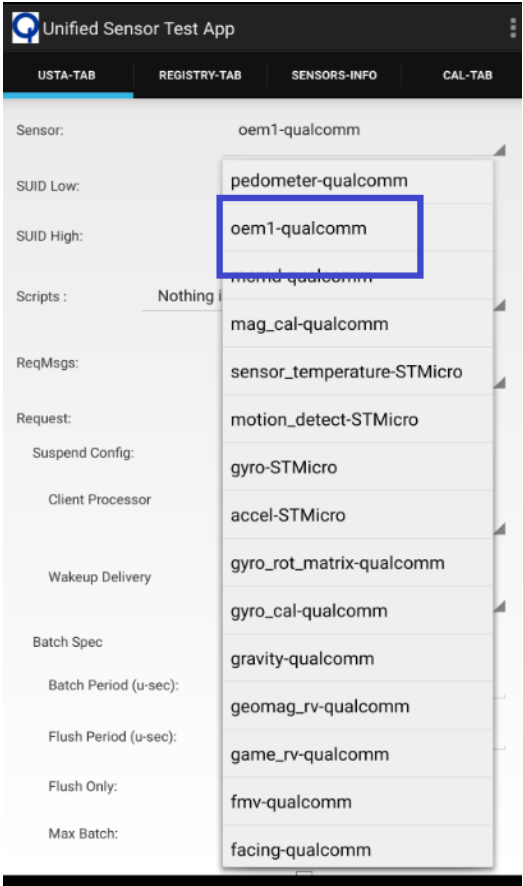 Unified Sensor Test App
USTA-TAB
REGISTRY-TAB
SENSORS-INFO
CAL-TAB
Sensor:
oem1-qualcomm
SUID Low:
SUID High:
Scripts :
Nothing i
ReqMsgs:
Request:
Suspend Config:
Client Processor
Wakeup Delivery
Batch Spec
Batch Period (u-sec):
Flush Period (u-sec):
Flush Only:
Max Batch:
pedometer-qualcomm
oem1-qualcomm
mag_cal-qualcomm
sensor_temperature-STMicro
motion_detect-STMicro
gyro-STMicro
accel-STMicro
gyro_rot_matrix-qualcomm
gyro_cal-qualcomm
gravity-qualcomm
geomag_rv-qualcomm
game_rv-qualcomm
fmv-qualcomm
facing-qualcomm